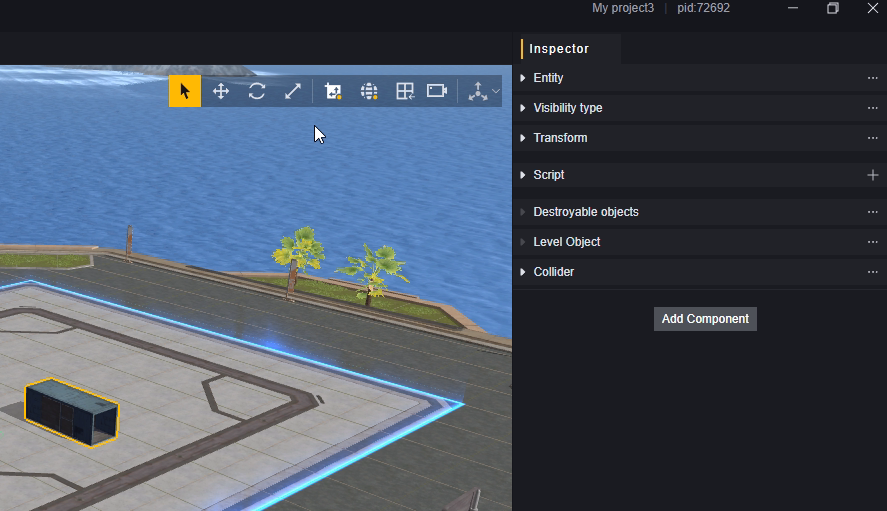 My project3 | pid:72692
Inspector
Entity
Visibility type
Transform
Script
Destroyable objects
Level Object
Collider
Add Component